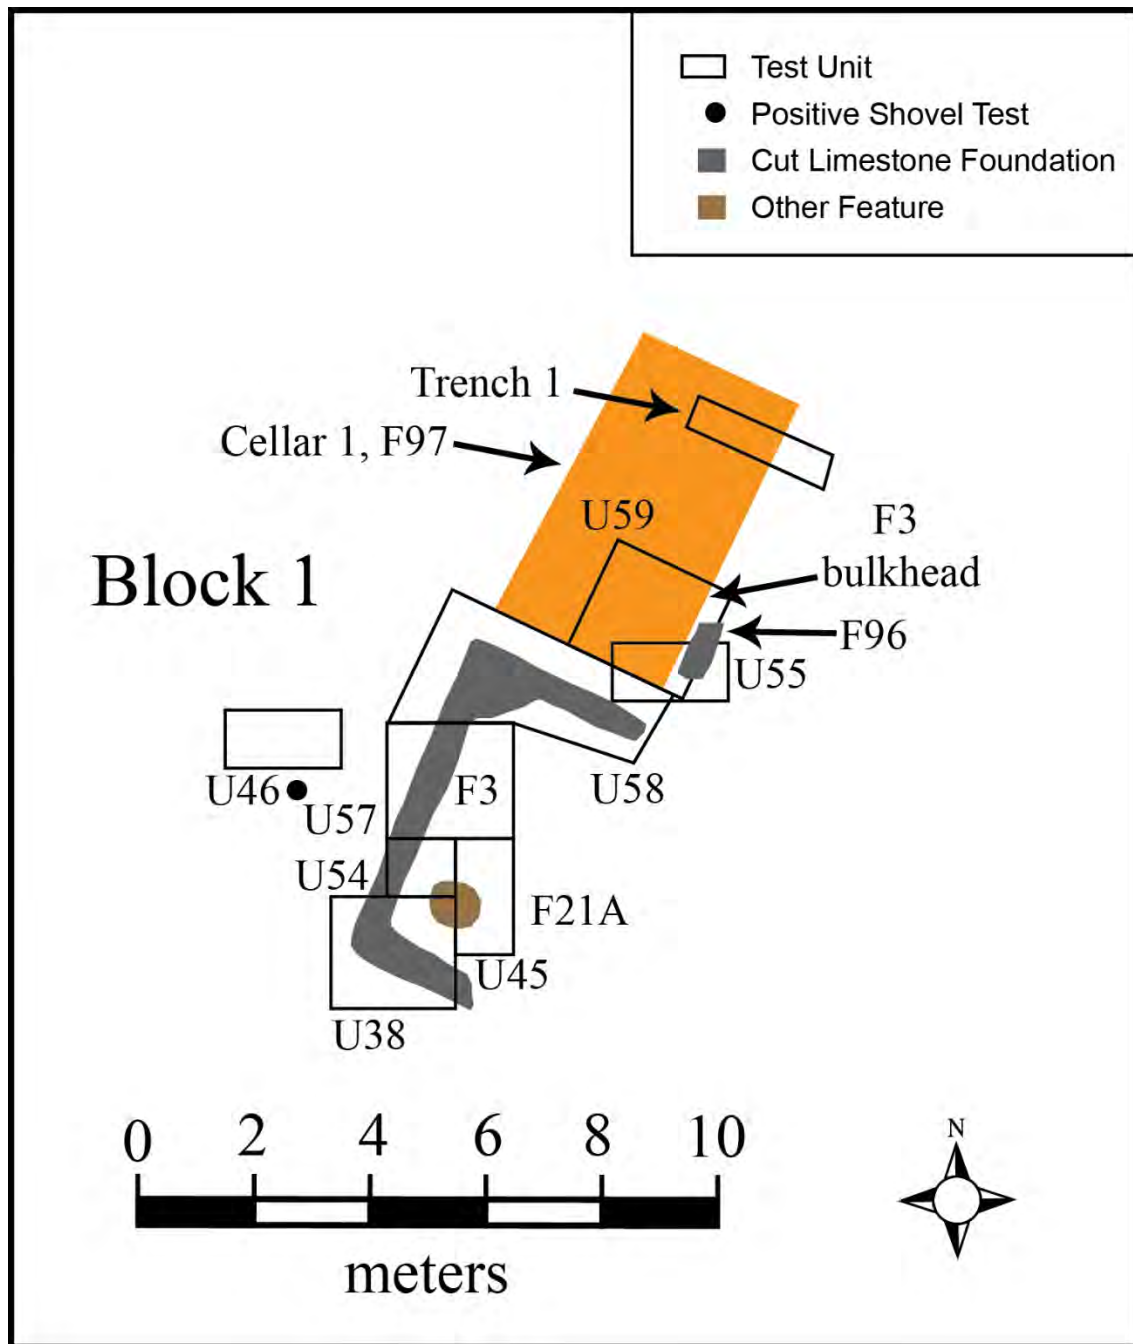 Test Unit
Positive Shovel Test
Cut Limestone Foundation
Other Feature
Trench 1
Cellar 1, F97
U59
F3
bulkhead
Block 1
F96
U55
U46
U57
F3
U58
U54
F21A
U45
U38
0 2 4 6 8 10
meters
N